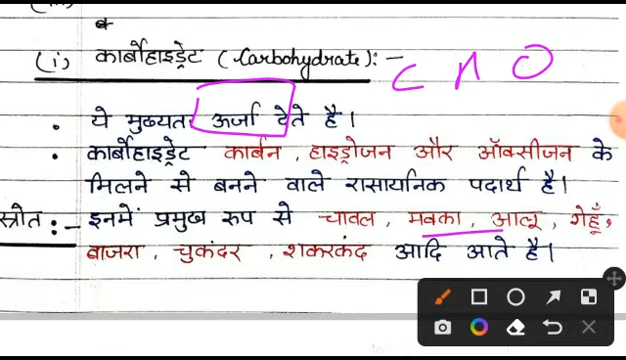 (i) कार्बोहाइड्रेट (Carbohydrate):-
C H O
• ये मुख्यतः ऊर्जा देते है।
• कार्बोहाइड्रेट कार्बन, हाइड्रोजन और ऑक्सीजन के
मिलने से बनने वाले रासायनिक पदार्थ है।
स्त्रोत:- इनमें प्रमुख रूप से चावल, मक्का, आलू, गेहूँ,
बाजरा, चुकंदर, शकरकंद आदि आते है।